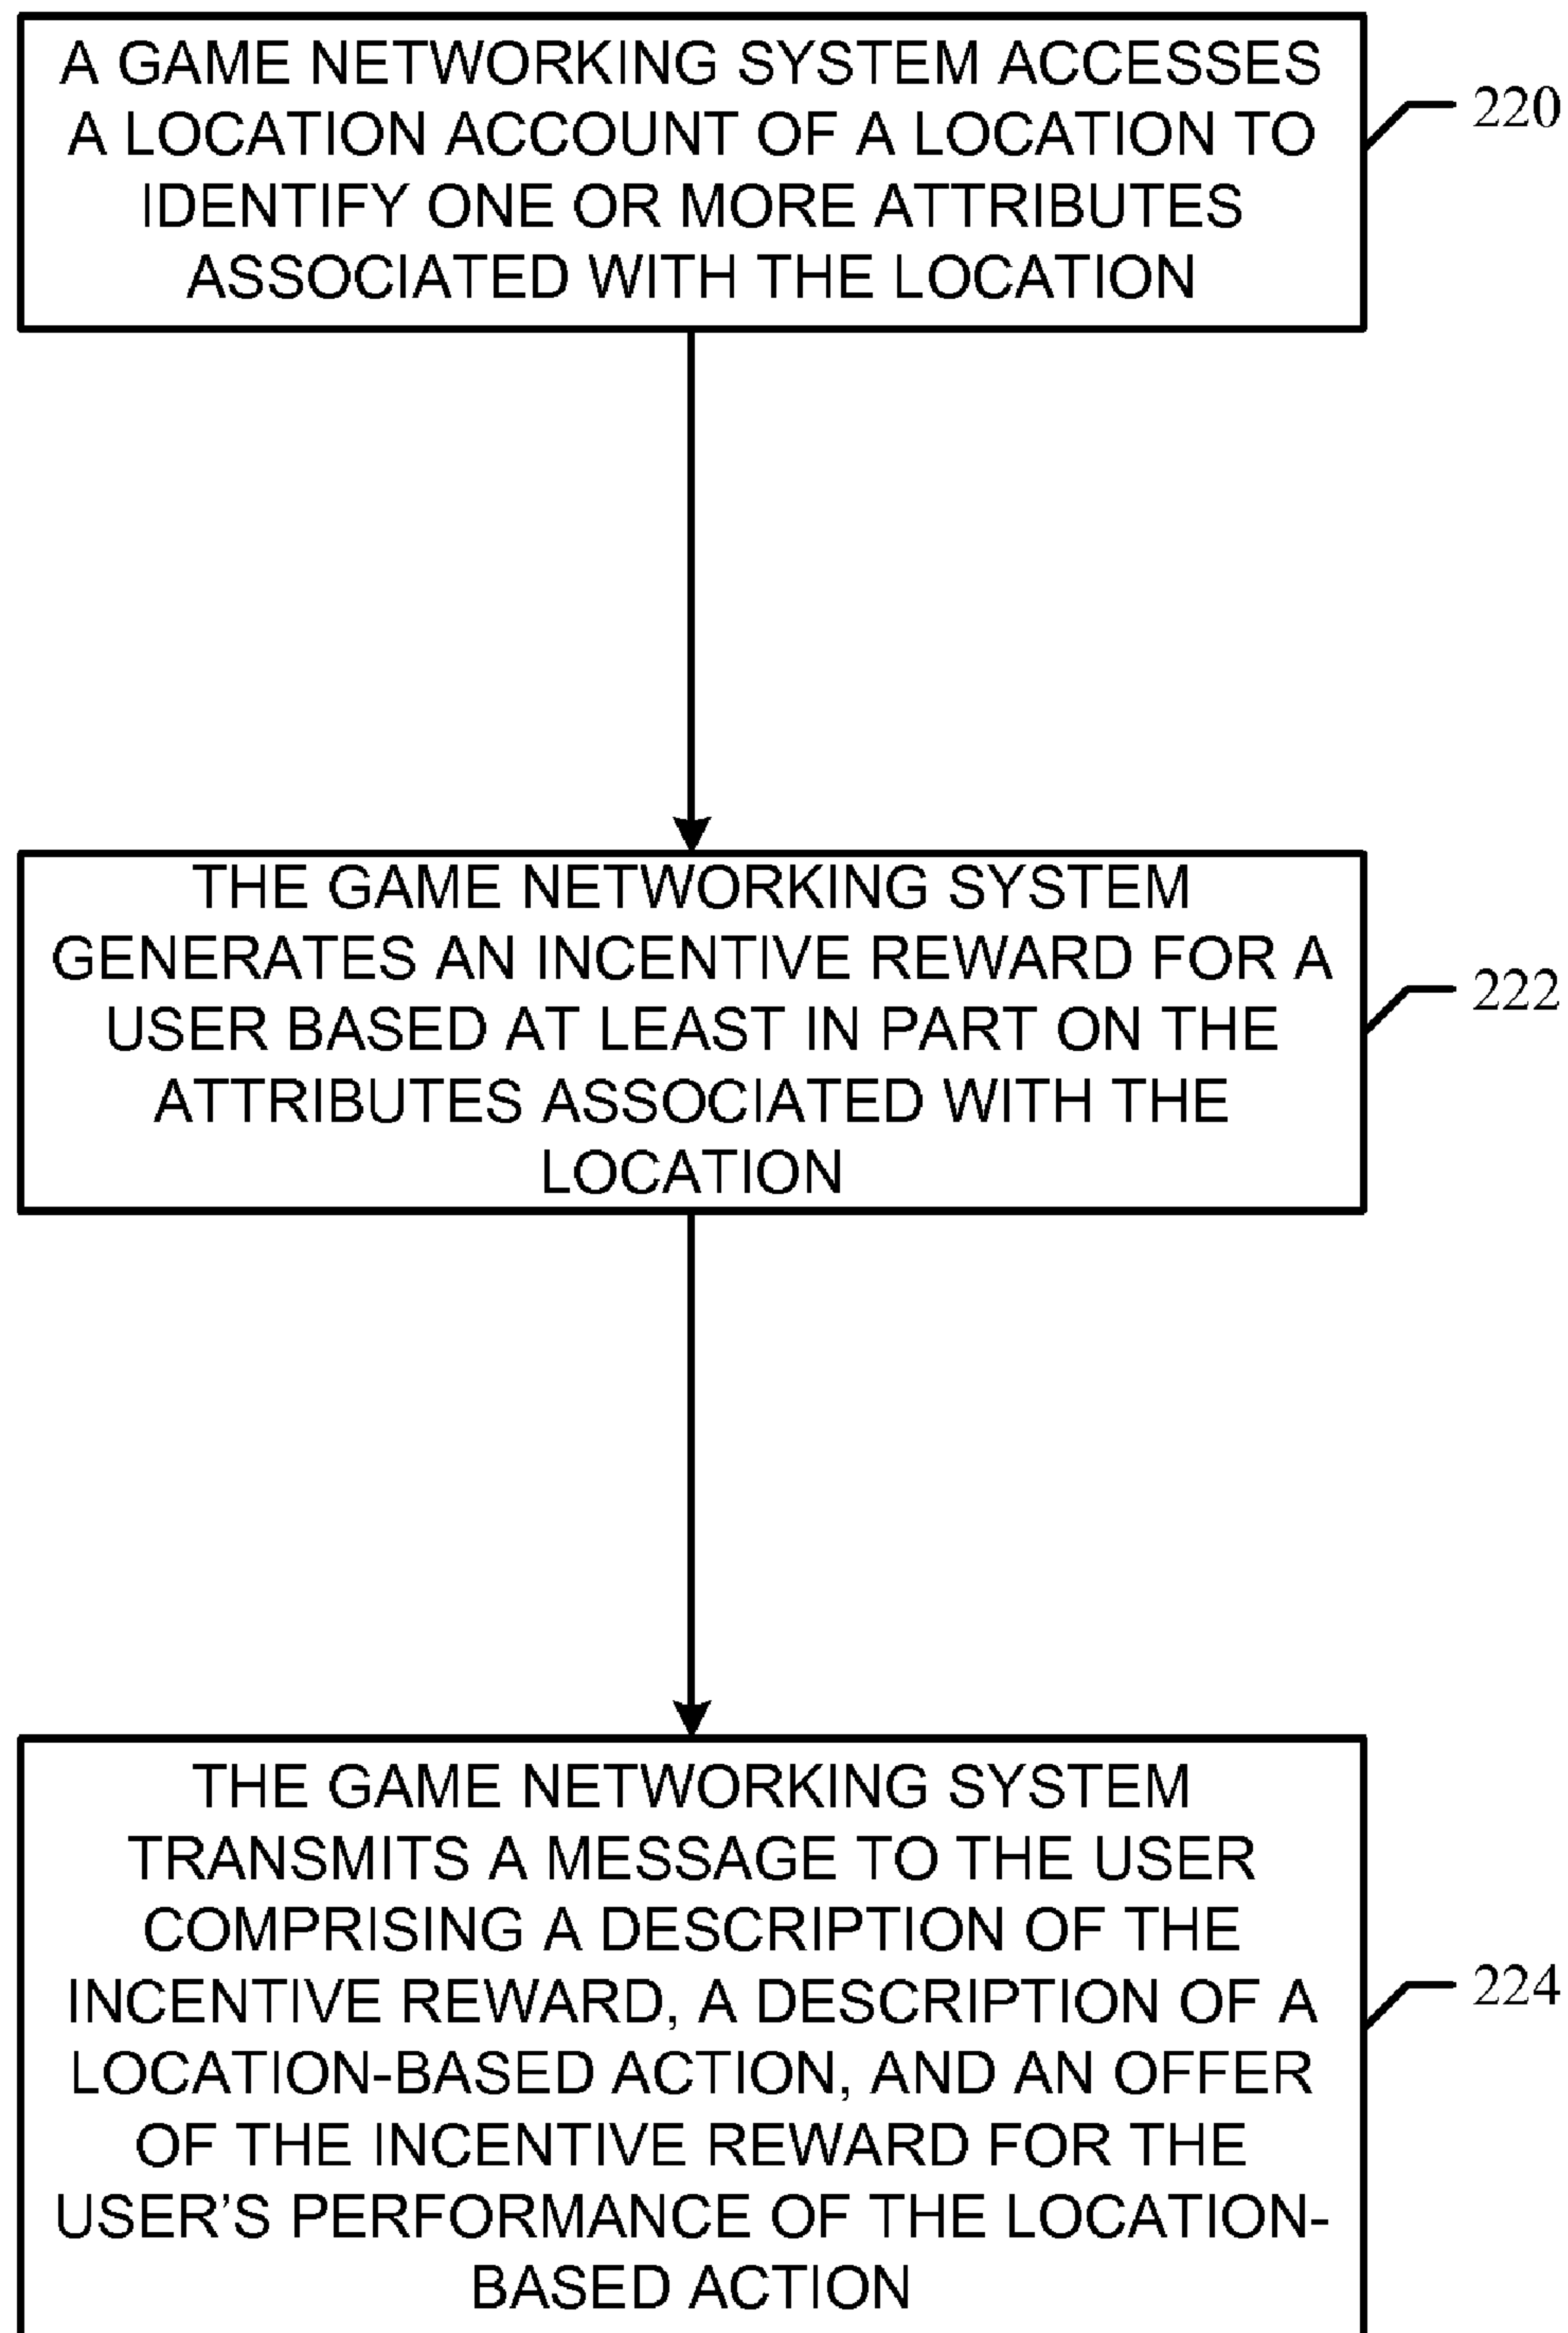 A GAME NETWORKING SYSTEM ACCESSES
A LOCATION ACCOUNT OF A LOCATION TO
IDENTIFY ONE OR MORE ATTRIBUTES
ASSOCIATED WITH THE LOCATION
220
THE GAME NETWORKING SYSTEM
GENERATES AN INCENTIVE REWARD FOR A
USER BASED AT LEAST IN PART ON THE
ATTRIBUTES ASSOCIATED WITH THE
LOCATION
222
THE GAME NETWORKING SYSTEM
TRANSMITS A MESSAGE TO THE USER
COMPRISING A DESCRIPTION OF THE
INCENTIVE REWARD, A DESCRIPTION OF A
LOCATION-BASED ACTION, AND AN OFFER
OF THE INCENTIVE REWARD FOR THE
USER'S PERFORMANCE OF THE LOCATION-
BASED ACTION
224